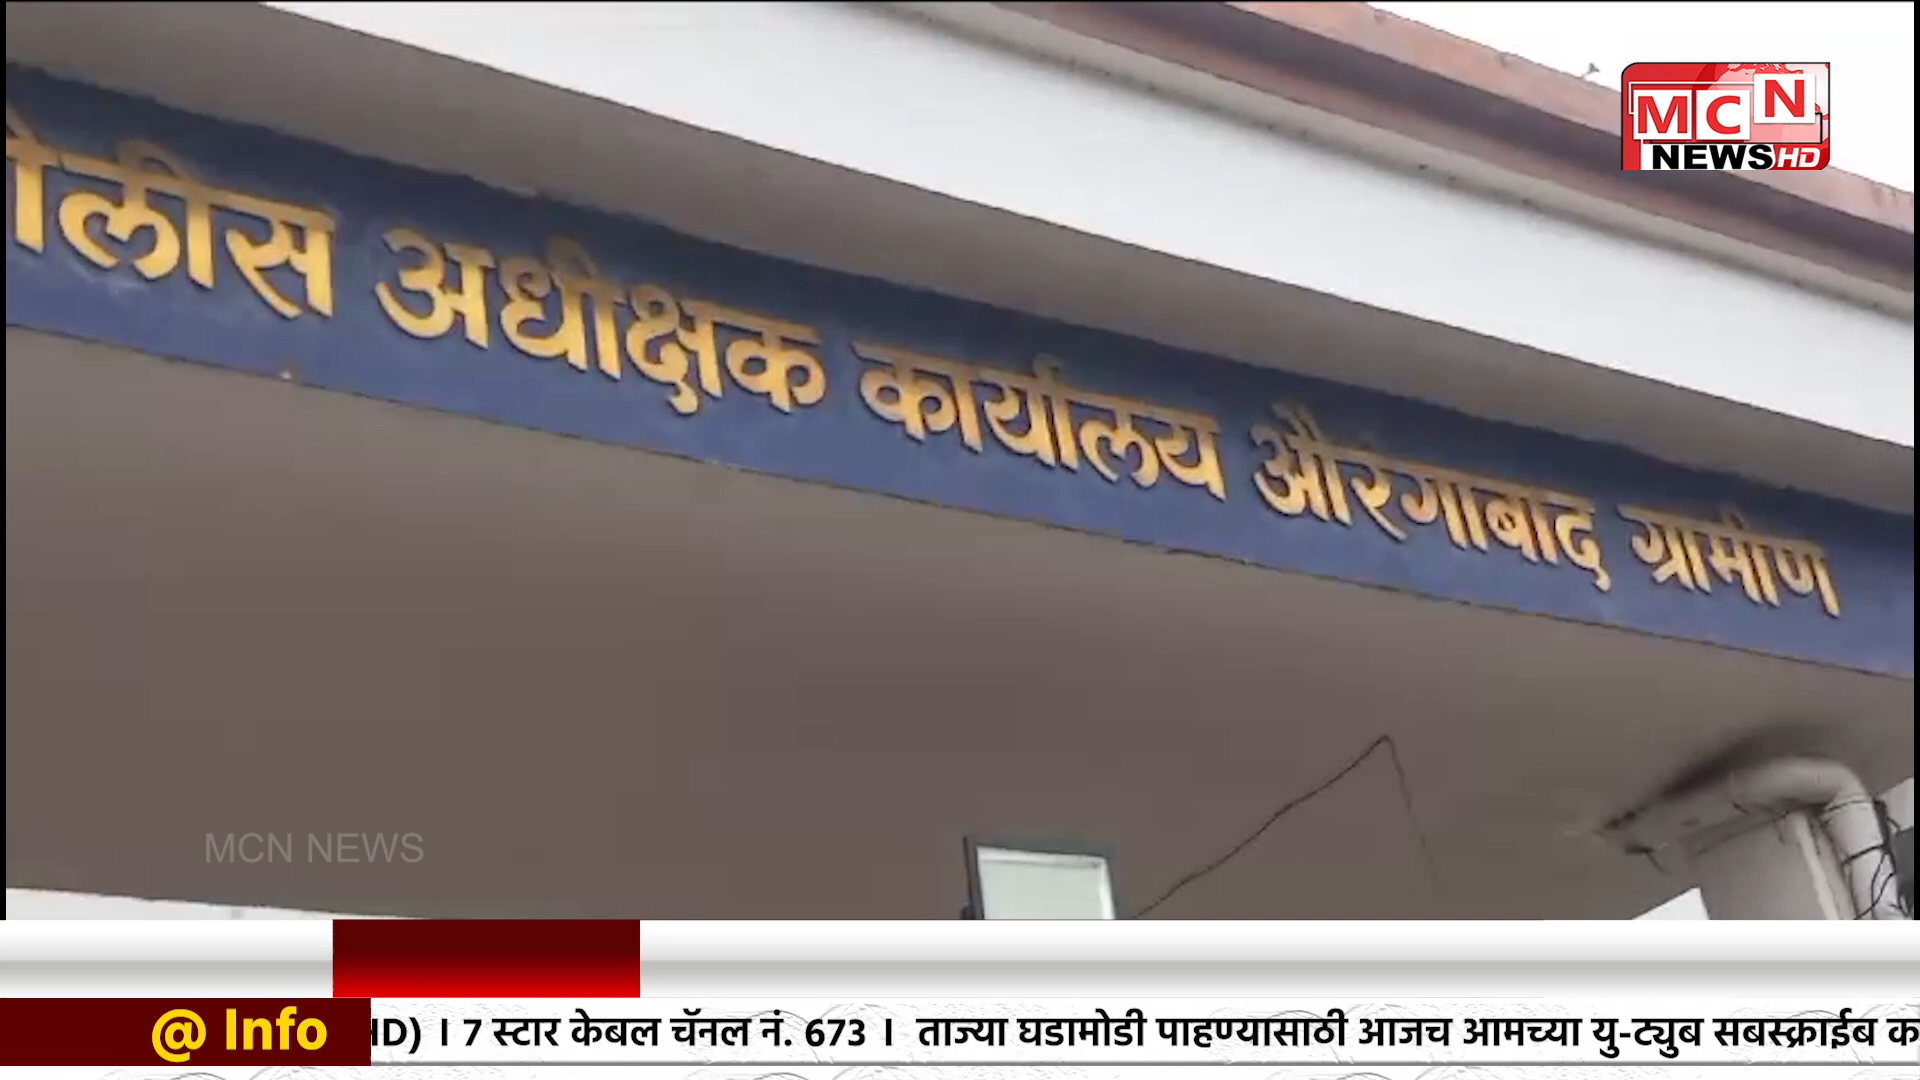 MCN
NEWS HD
पोलीस अधीक्षक कार्यालय औरंगाबाद ग्रामीण
MCN NEWS
@ Info
HD) । 7 स्टार केबल चॅनल नं. 673 । ताज्या घडामोडी पाहण्यासाठी आजच आमच्या यु-ट्युब सबस्क्राईब क